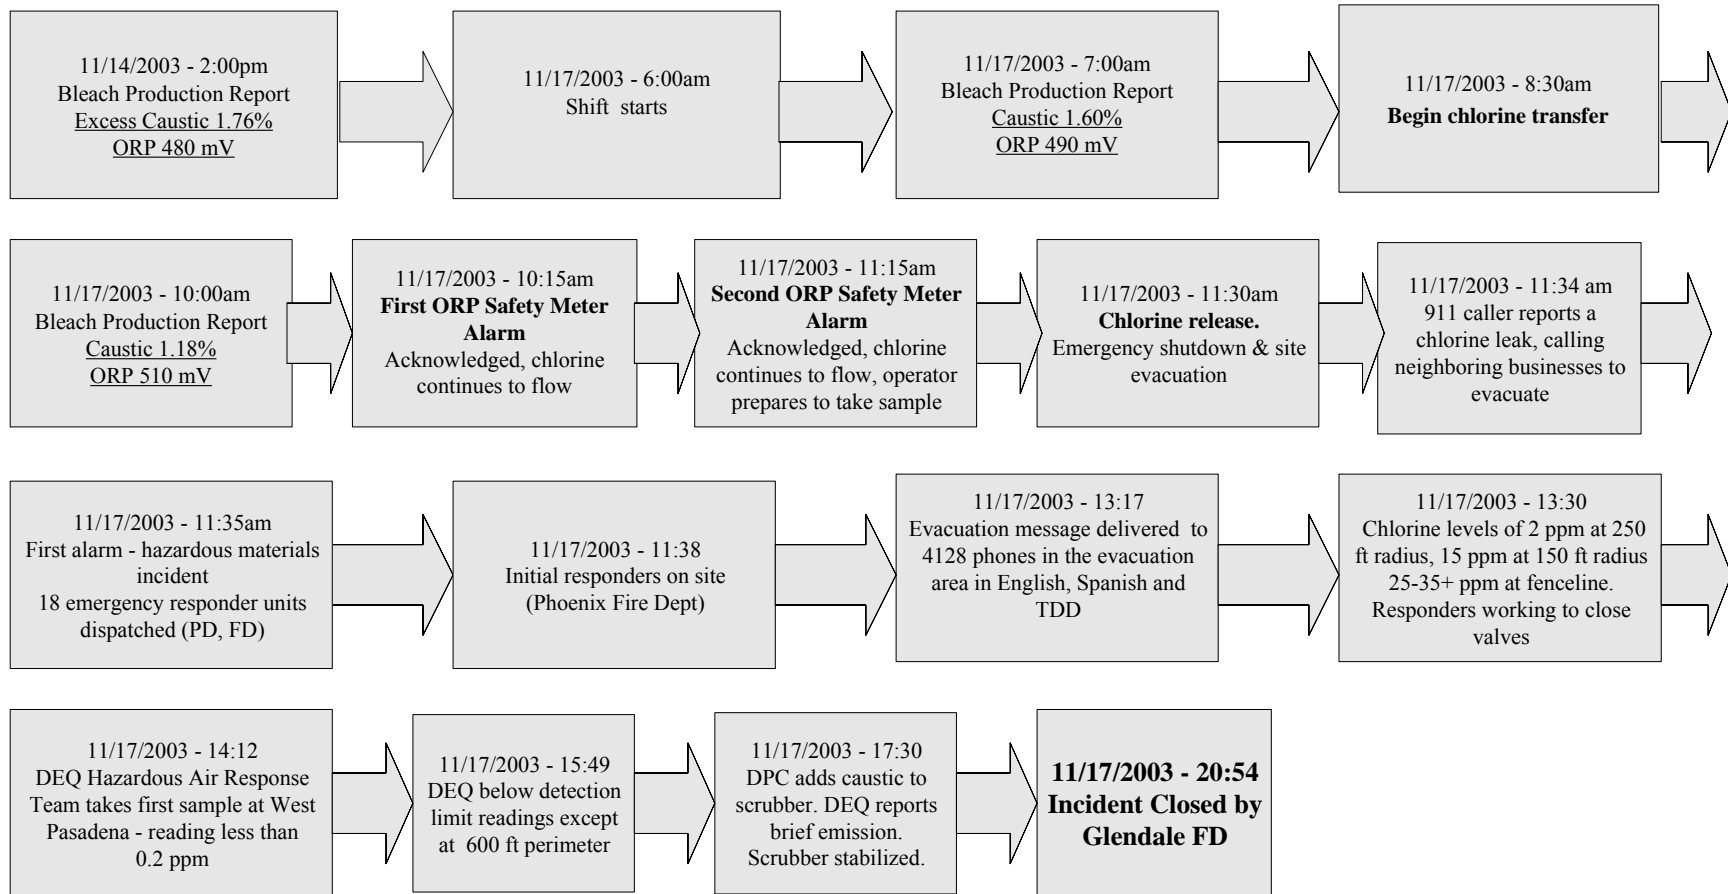 11/14/2003 - 2:00pm
Bleach Production Report
Excess Caustic 1.76%
ORP 480 mV
11/17/2003 - 6:00am
Shift starts
11/17/2003 - 7:00am
Bleach Production Report
Caustic 1.60%
ORP 490 mV
11/17/2003 - 8:30am
Begin chlorine transfer
11/17/2003 - 10:00am
Bleach Production Report
Caustic 1.18%
ORP 510 mV
11/17/2003 - 10:15am
First ORP Safety Meter
Alarm
Acknowledged, chlorine
continues to flow
11/17/2003 - 11:15am
Second ORP Safety Meter
Alarm
Acknowledged, chlorine
continues to flow, operator
prepares to take sample
11/17/2003 - 11:30am
Chlorine release.
Emergency shutdown & site
evacuation
11/17/2003 - 11:34 am
911 caller reports a
chlorine leak, calling
neighboring businesses to
evacuate
11/17/2003 - 11:35am
First alarm - hazardous materials
incident
18 emergency responder units
dispatched (PD, FD)
11/17/2003 - 11:38
Initial responders on site
(Phoenix Fire Dept)
11/17/2003 - 13:17
Evacuation message delivered to
4128 phones in the evacuation
area in English, Spanish and
TDD
11/17/2003 - 13:30
Chlorine levels of 2 ppm at 250
ft radius, 15 ppm at 150 ft radius
25-35+ ppm at fenceline.
Responders working to close
valves
11/17/2003 - 14:12
DEQ Hazardous Air Response
Team takes first sample at West
Pasadena - reading less than
0.2 ppm
11/17/2003 - 15:49
DEQ below detection
limit readings except
at 600 ft perimeter
11/17/2003 - 17:30
DPC adds caustic to
scrubber. DEQ reports
brief emission.
Scrubber stabilized.
11/17/2003 - 20:54
Incident Closed by
Glendale FD